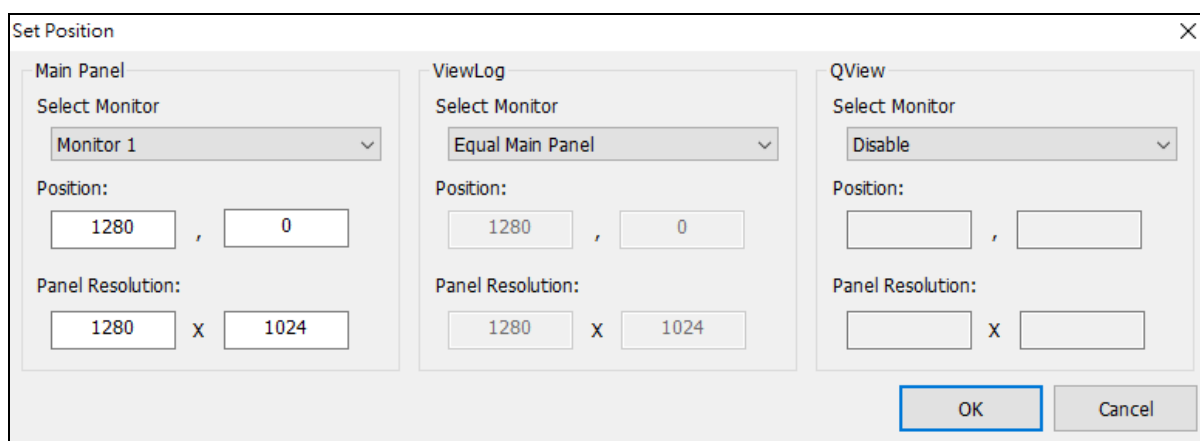 Set Position
Main Panel
Select Monitor
Monitor 1
Position:
1280 , 0
Panel Resolution:
1280 X 1024
ViewLog
Select Monitor
Equal Main Panel
Position:
1280 , 0
Panel Resolution:
1280 X 1024
QView
Select Monitor
Disable
Position:
,
Panel Resolution:
X
OK Cancel